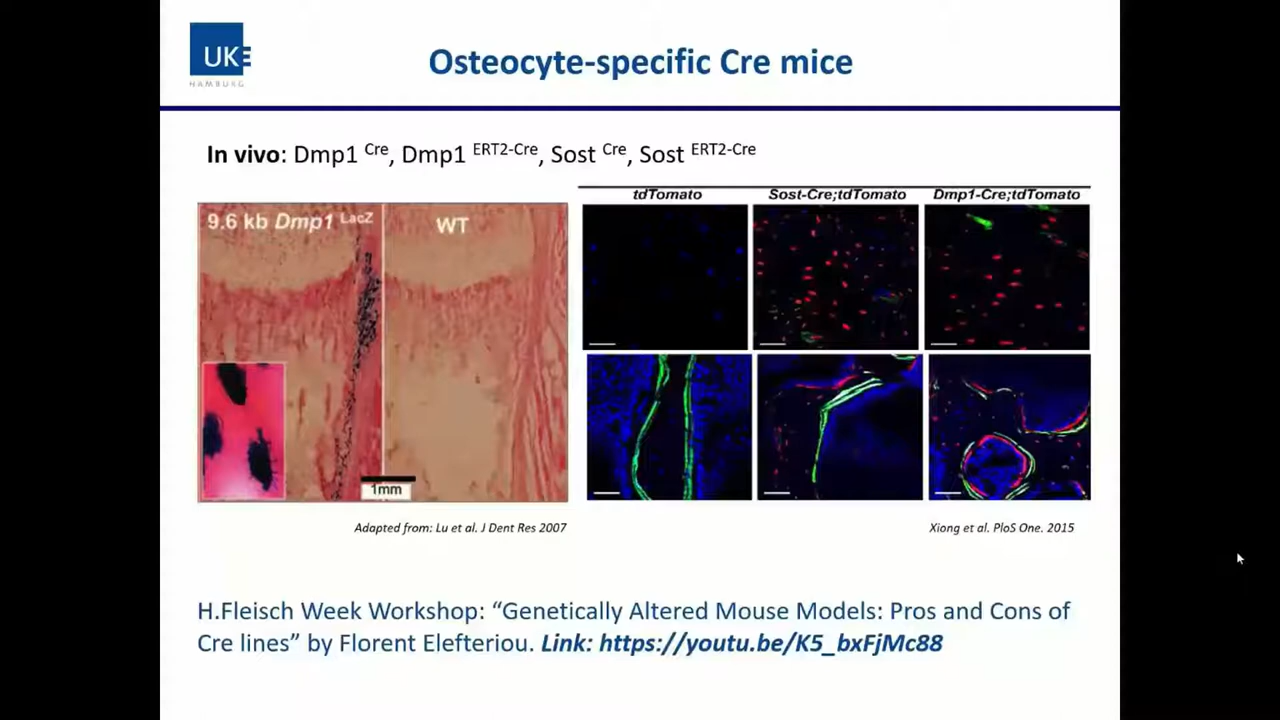 UKE
HAMBURG
Osteocyte-specific Cre mice
In vivo: Dmp1 Cre, Dmp1 ERT2-Cre, Sost Cre, Sost ERT2-Cre
tdTomato Sost-Cre;tdTomato Dmp1-Cre;tdTomato
9.6 kb Dmp1 LacZ WT
1mm
Adapted from: Lu et al. J Dent Res 2007
Xiong et al. PloS One. 2015
H.Fleisch Week Workshop: “Genetically Altered Mouse Models: Pros and Cons of
Cre lines” by Florent Elefteriou. Link: https://youtu.be/K5_bxFjMc88